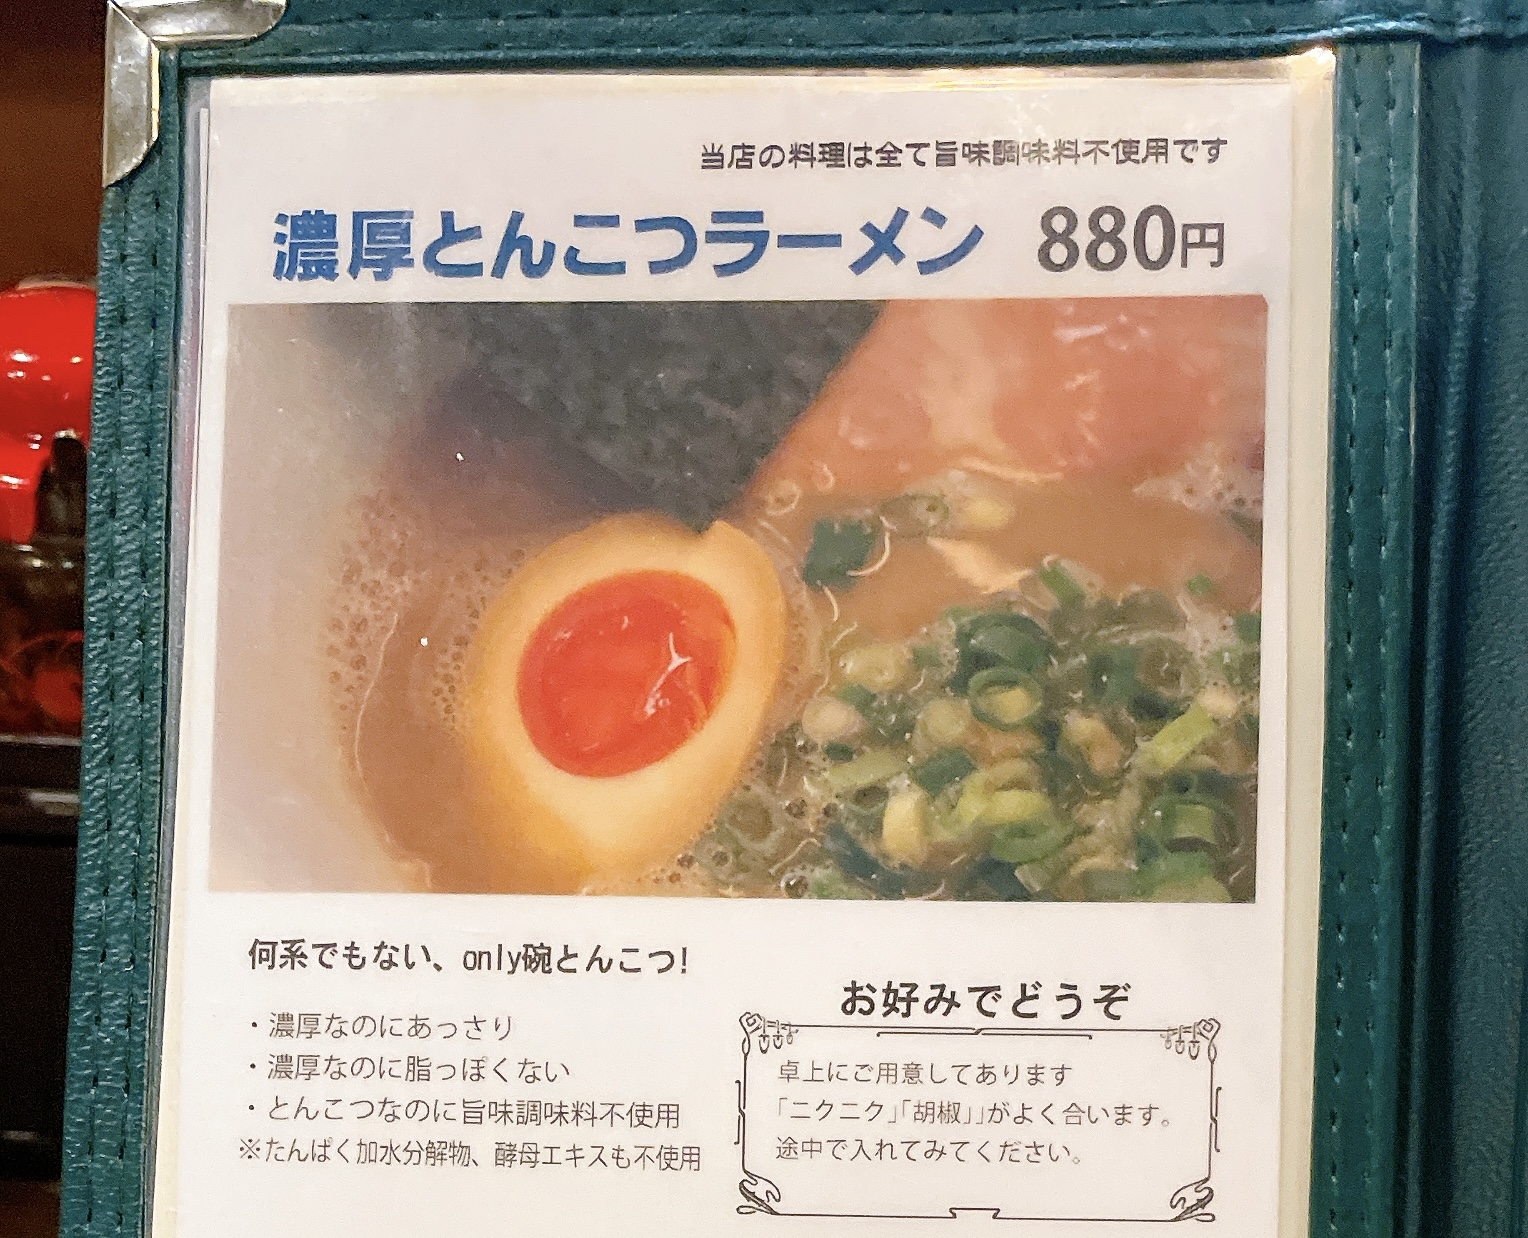 当店の料理は全て旨味調味料不使用です
濃厚とんこつラーメン 880円
何系でもない、only碗とんこつ!
・濃厚なのにあっさり
・濃厚なのに脂っぽくない
・とんこつなのに旨味調味料不使用
※たんぱく加水分解物、酵母エキスも不使用
お好みでどうぞ
卓上にご用意してあります
「ニクニク」「胡椒」」がよく合います。
途中で入れてみてください。